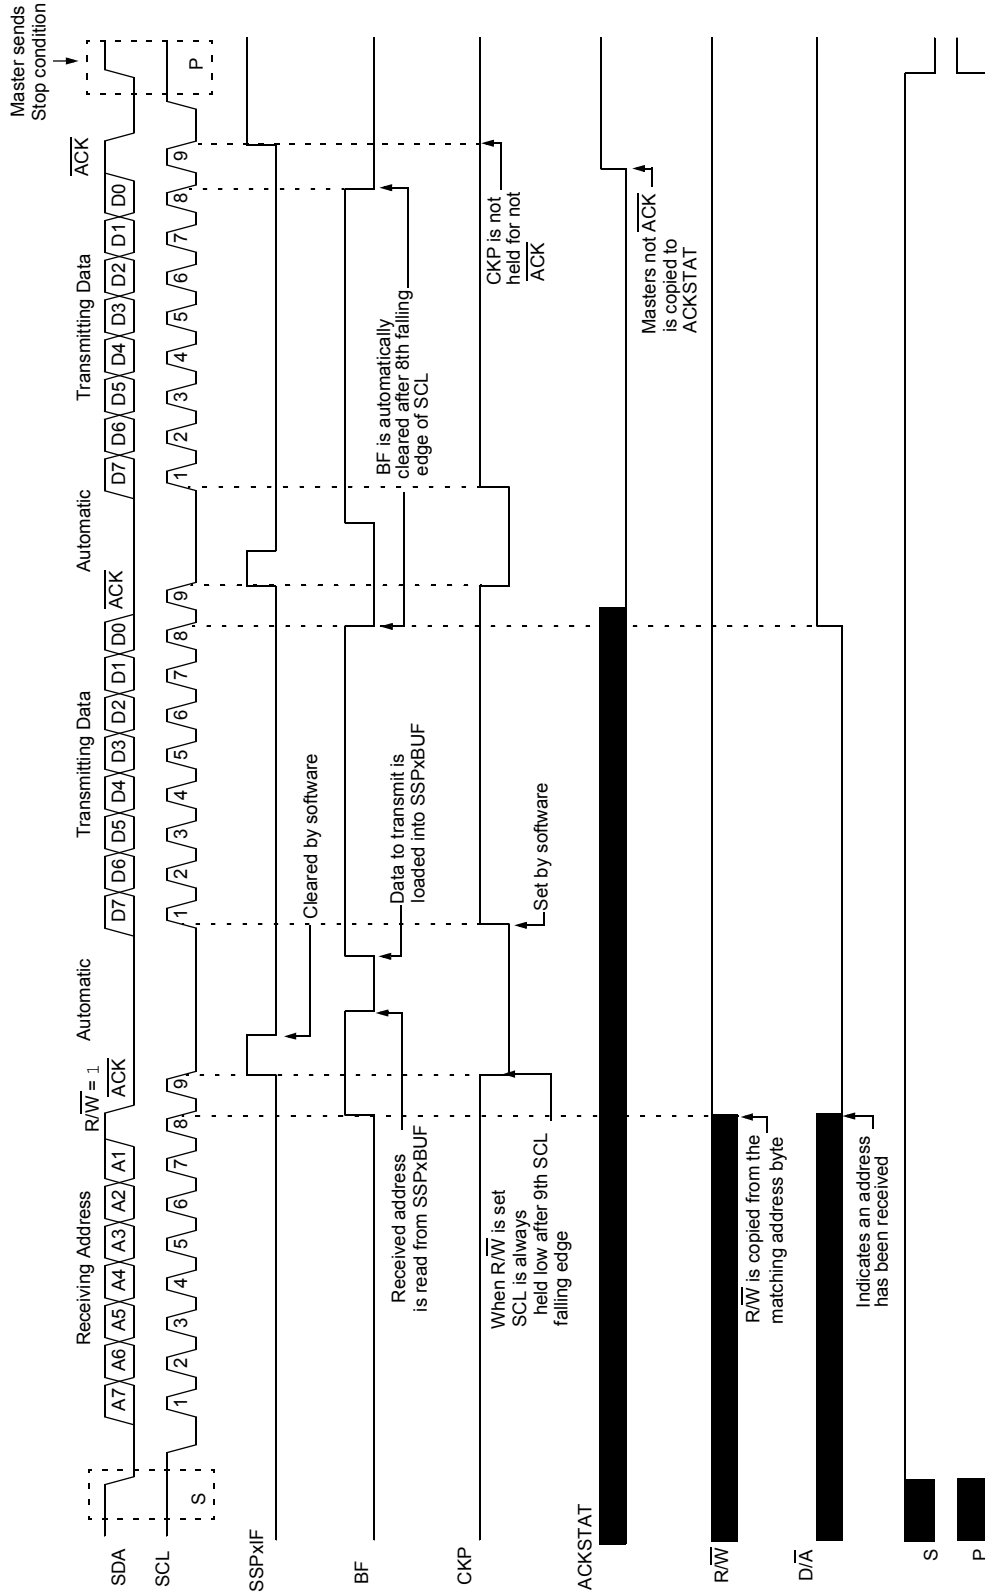 Master sends
Stop condition
Receiving Address
R/W̅ = 1
Automatic
Transmitting Data
Automatic
Transmitting Data
A̅C̅K̅
A̅C̅K̅
A̅C̅K̅
SDA
A7 A6 A5 A4 A3 A2 A1
D7 D6 D5 D4 D3 D2 D1 D0
D7 D6 D5 D4 D3 D2 D1 D0
SCL
S
1 2 3 4 5 6 7 8 9
1 2 3 4 5 6 7 8 9
1 2 3 4 5 6 7 8 9
P
SSPxIF
Cleared by software
BF
Received address
is read from SSPxBUF
Data to transmit is
loaded into SSPxBUF
BF is automatically
cleared after 8th falling
edge of SCL
CKP
When R/W̅ is set
SCL is always
held low after 9th SCL
falling edge
Set by software
CKP is not
held for not
A̅C̅K̅
ACKSTAT
Masters not A̅C̅K̅
is copied to
ACKSTAT
R/W̅
R/W̅ is copied from the
matching address byte
D/A̅
Indicates an address
has been received
S
P